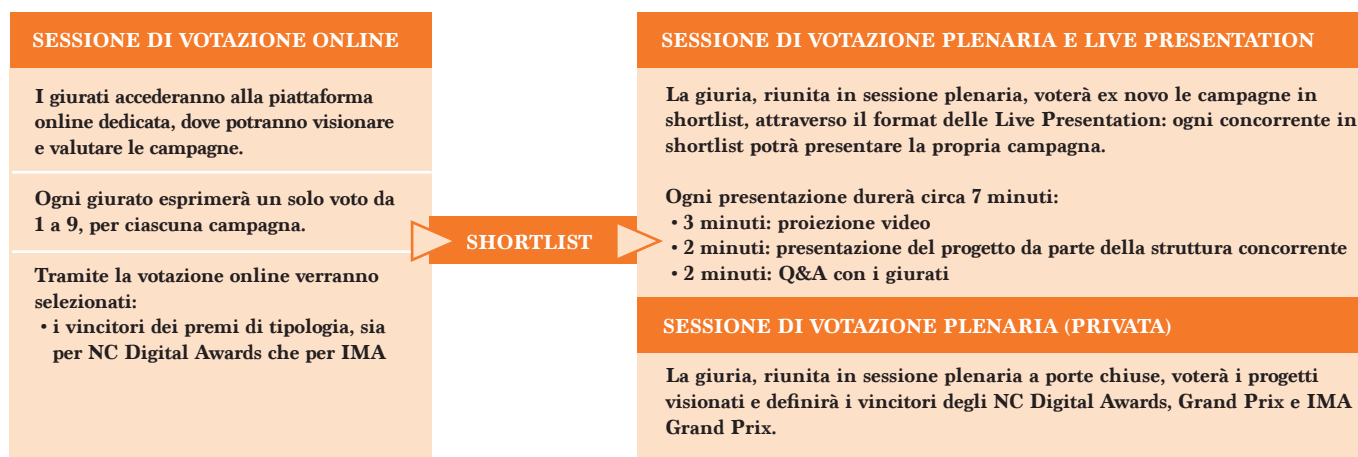 SESSIONE DI VOTAZIONE ONLINE
I giurati accederanno alla piattaforma
online dedicata, dove potranno visionare
e valutare le campagne.
Ogni giurato esprimerà un solo voto da
1 a 9, per ciascuna campagna.
Tramite la votazione online verranno
selezionati:
• i vincitori dei premi di tipologia, sia
per NC Digital Awards che per IMA
SHORTLIST
SESSIONE DI VOTAZIONE PLENARIA E LIVE PRESENTATION
La giuria, riunita in sessione plenaria, voterà ex novo le campagne in
shortlist, attraverso il format delle Live Presentation: ogni concorrente in
shortlist potrà presentare la propria campagna.
Ogni presentazione durerà circa 7 minuti:
• 3 minuti: proiezione video
• 2 minuti: presentazione del progetto da parte della struttura concorrente
• 2 minuti: Q&A con i giurati
SESSIONE DI VOTAZIONE PLENARIA (PRIVATA)
La giuria, riunita in sessione plenaria a porte chiuse, voterà i progetti
visionati e definirà i vincitori degli NC Digital Awards, Grand Prix e IMA
Grand Prix.